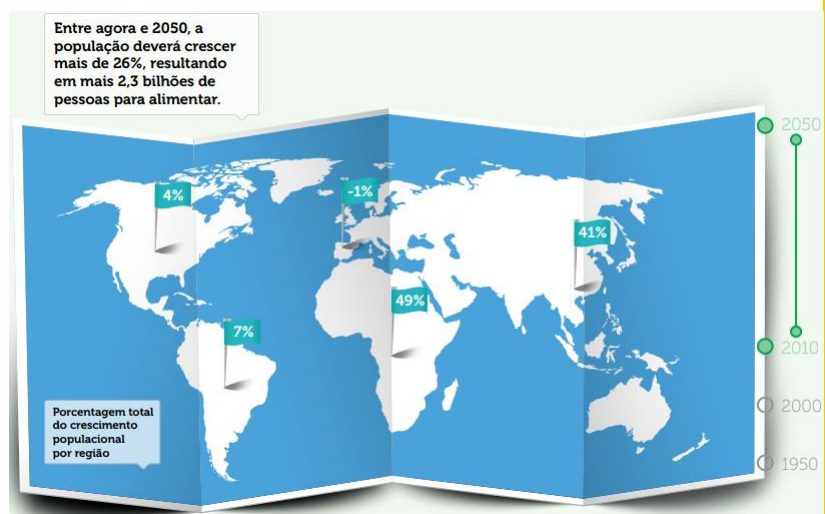 Entre agora e 2050, a
população deverá crescer
mais de 26%, resultando
em mais 2,3 bilhões de
pessoas para alimentar.
2050
4%
-1%
41%
49%
7%
2010
Porcentagem total
do crescimento
populacional
por região
2000
1950